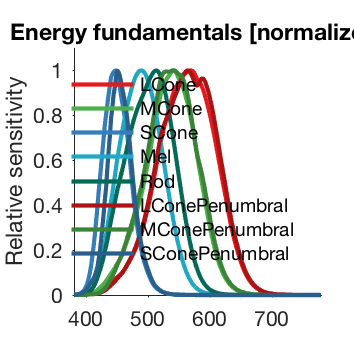 Energy fundamentals [normalize
Relative sensitivity
1
0.8
0.6
0.4
0.2
0
400 500 600 700
LCone
MCone
SCone
Mel
Rod
LConePenumbral
MConePenumbral
SConePenumbral